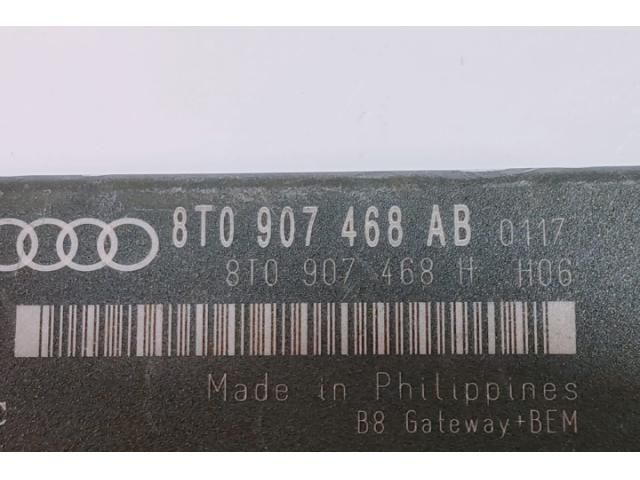 8T0 907 468 AB 0117
8T0 907 468 H H06
Made in Philippines
B8 Gateway+BEM